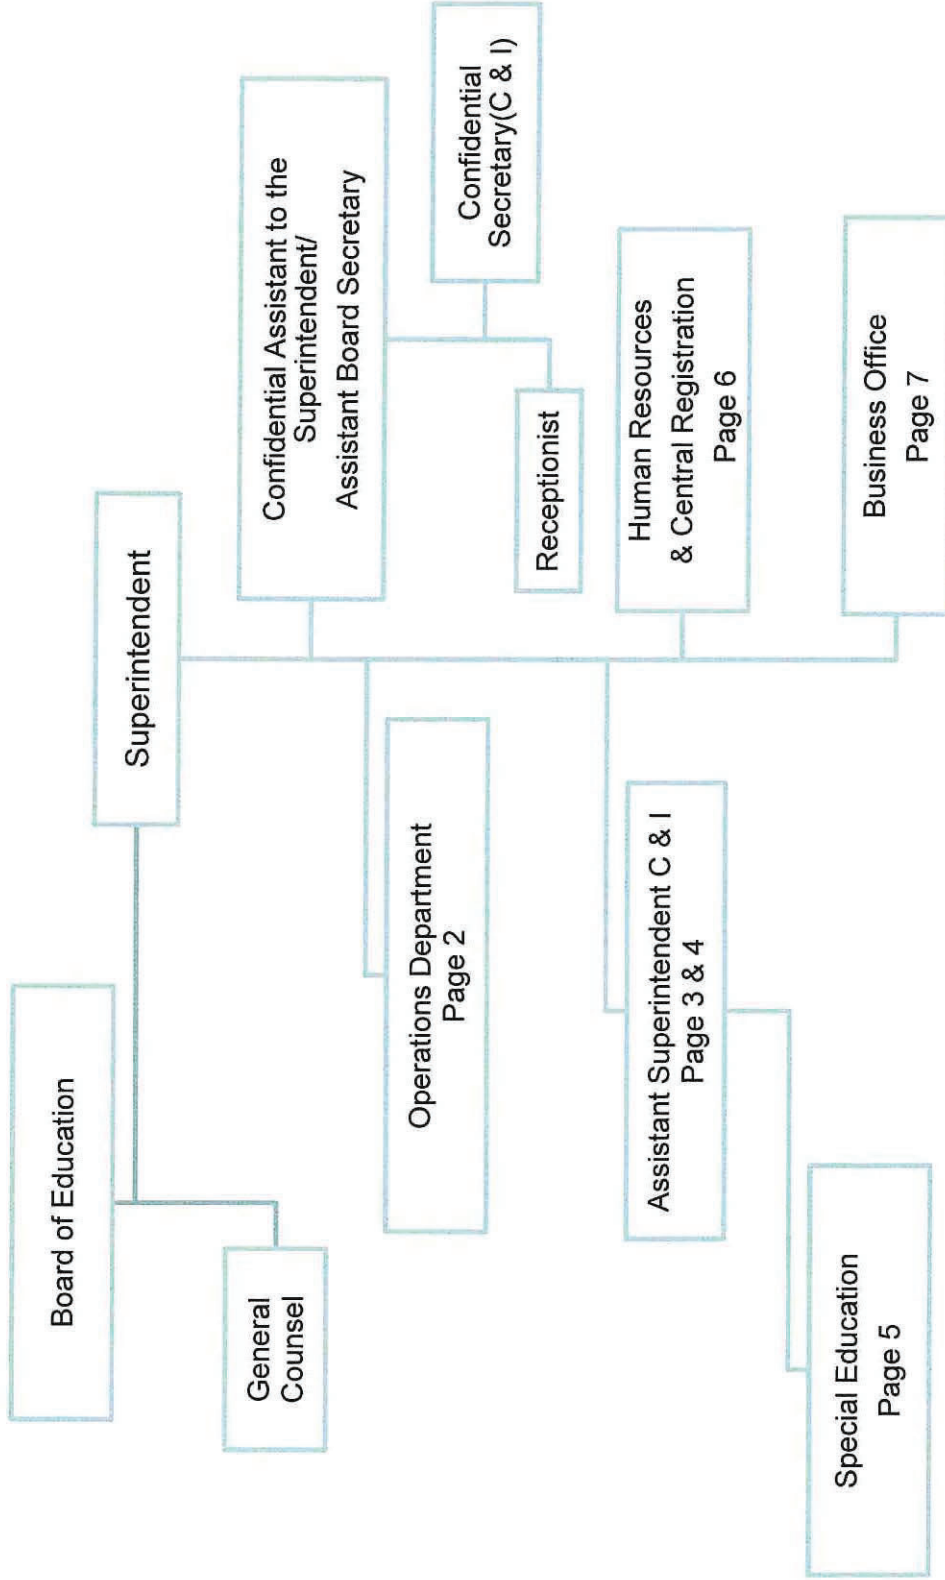 Board of Education
Superintendent
General
Counsel
Confidential Assistant to the
Superintendent/
Assistant Board Secretary
Operations Department
Page 2
Confidential
Secretary(C & I)
Receptionist
Assistant Superintendent C & I
Page 3 & 4
Human Resources
& Central Registration
Page 6
Special Education
Page 5
Business Office
Page 7